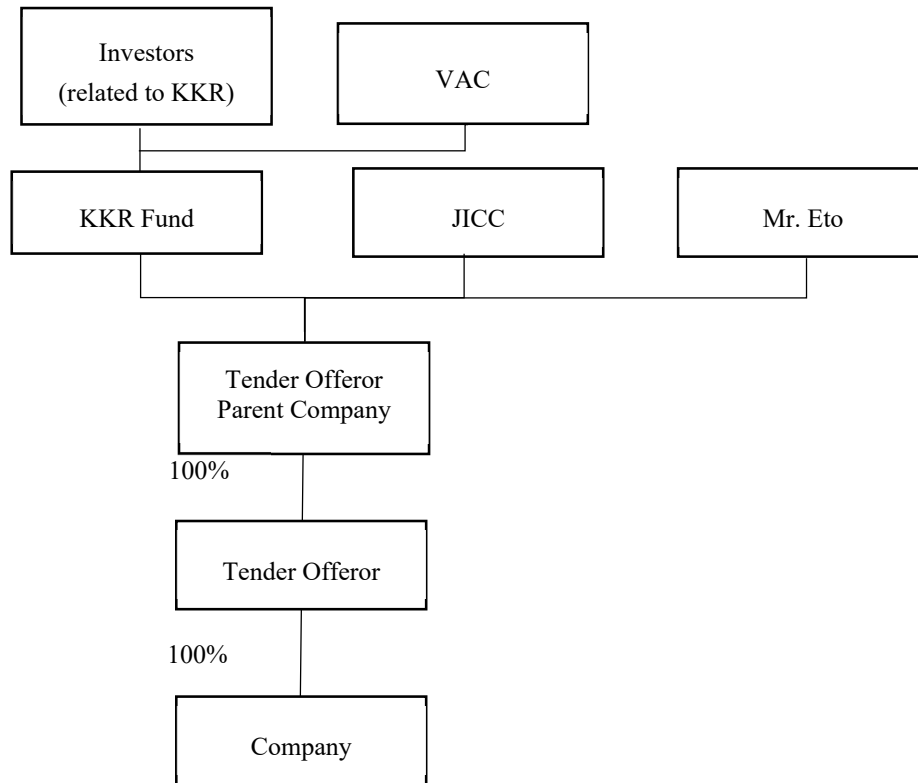 Investors
(related to KKR)
VAC
KKR Fund
JICC
Mr. Eto
Tender Offeror
Parent Company
100%
Tender Offeror
100%
Company